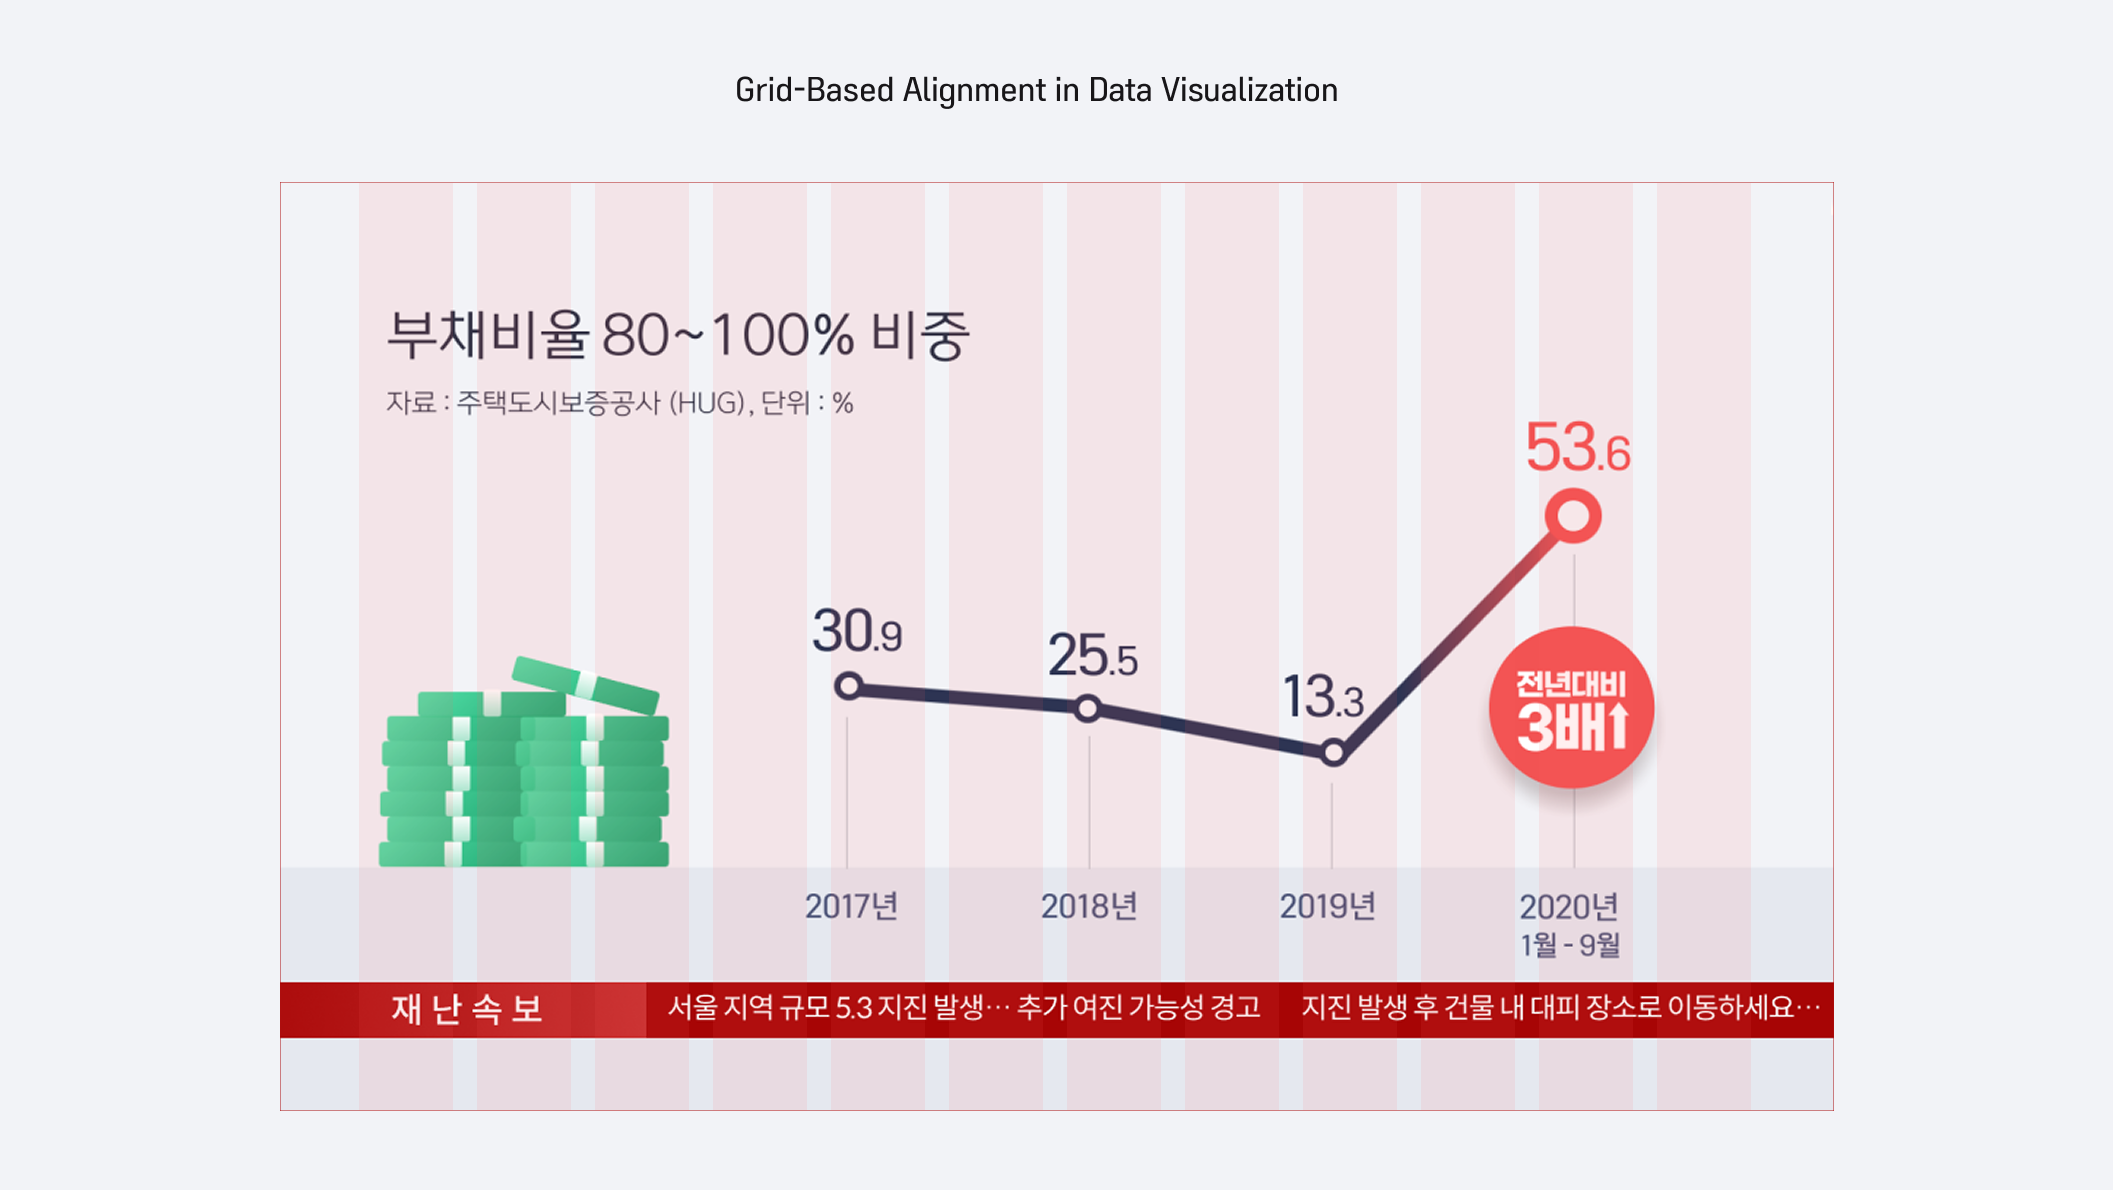 Grid-Based Alignment in Data Visualization
부채비율 80~100% 비중
자료 : 주택도시보증공사 (HUG), 단위 : %
53.6
30.9
25.5
13.3
전년대비
3배↑
2017년
2018년
2019년
2020년
1월 - 9월
재난속보
서울 지역 규모 5.3 지진 발생… 추가 여진 가능성 경고
지진 발생 후 건물 내 대피 장소로 이동하세요…